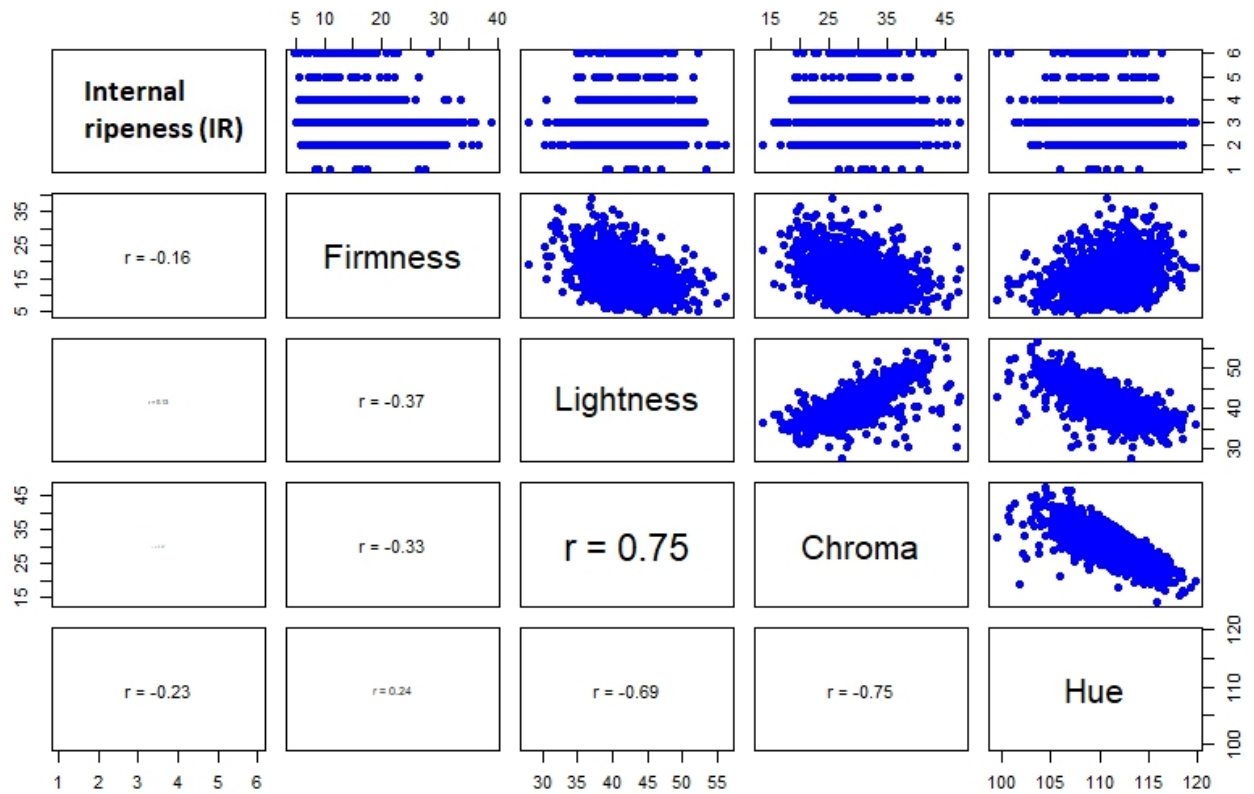 5 10 20 30 40
15 25 35 45
Internal
ripeness (IR)
1 2 3 4 5 6
5 15 25 35
r = -0.16
Firmness
r = -0.37
Lightness
30 40 50
15 25 35 45
r = -0.33
r = 0.75
Chroma
r = -0.23
r = 0.24
r = -0.69
r = -0.75
Hue
100 110 120
1 2 3 4 5 6
30 35 40 45 50 55
100 105 110 115 120